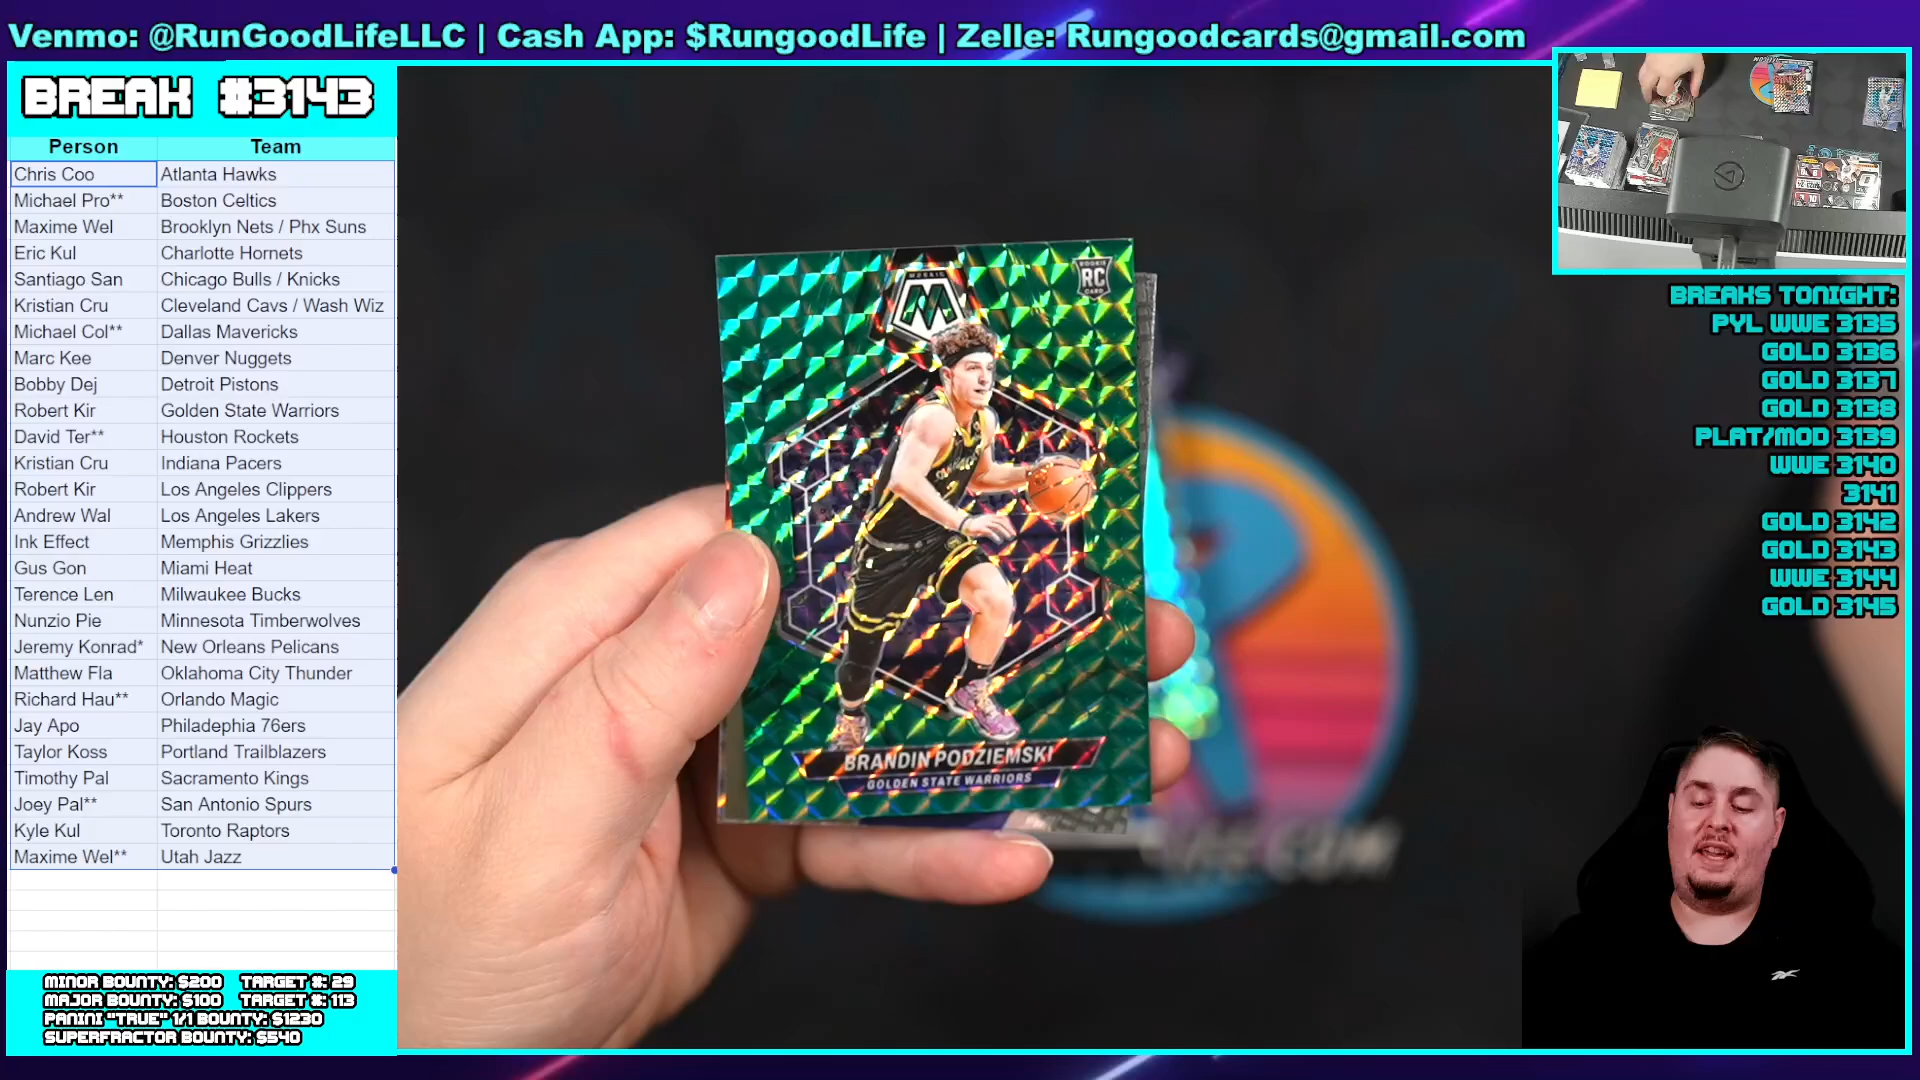 Venmo: @RunGoodLifeLLC | Cash App: $RungoodLife | Zelle: Rungoodcards@gmail.com
BREAK #3143
Person Team
Chris Coo Atlanta Hawks
Michael Pro** Boston Celtics
Maxime Wel Brooklyn Nets / Phx Suns
Eric Kul Charlotte Hornets
Santiago San Chicago Bulls / Knicks
Kristian Cru Cleveland Cavs / Wash Wiz
Michael Col** Dallas Mavericks
Marc Kee Denver Nuggets
Bobby Dej Detroit Pistons
Robert Kir Golden State Warriors
David Ter** Houston Rockets
Kristian Cru Indiana Pacers
Robert Kir Los Angeles Clippers
Andrew Wal Los Angeles Lakers
Ink Effect Memphis Grizzlies
Gus Gon Miami Heat
Terence Len Milwaukee Bucks
Nunzio Pie Minnesota Timberwolves
Jeremy Konrad* New Orleans Pelicans
Matthew Fla Oklahoma City Thunder
Richard Hau** Orlando Magic
Jay Apo Philadephia 76ers
Taylor Koss Portland Trailblazers
Timothy Pal Sacramento Kings
Joey Pal** San Antonio Spurs
Kyle Kul Toronto Raptors
Maxime Wel** Utah Jazz
MINOR BOUNTY: $200 TARGET #: 29
MAJOR BOUNTY: $100 TARGET #: 113
PANINI "TRUE" 1/1 BOUNTY: $1230
SUPERFRACTOR BOUNTY: $540
MOSAIC
ROOKIE
RC
CARD
BRANDIN PODZIEMSKI
GOLDEN STATE WARRIORS
BREAKS TONIGHT:
PYL WWE 3135
GOLD 3136
GOLD 3137
GOLD 3138
PLAT/MOD 3139
WWE 3140
3141
GOLD 3142
GOLD 3143
WWE 3144
GOLD 3145